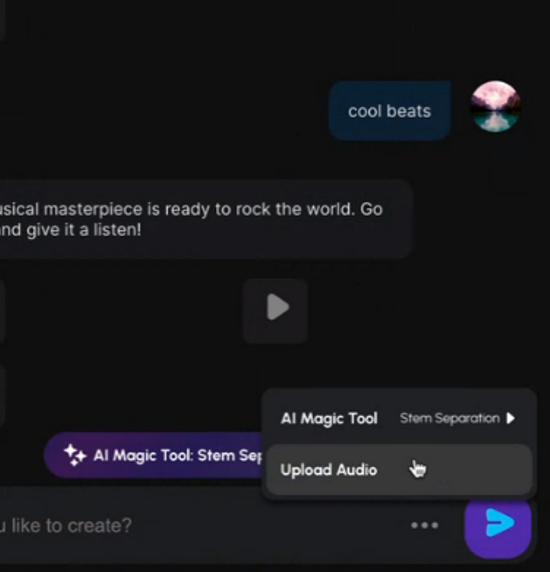 cool beats
usical masterpiece is ready to rock the world. Go
nd give it a listen!
AI Magic Tool Stem Separation
AI Magic Tool: Stem Sep
Upload Audio
u like to create?